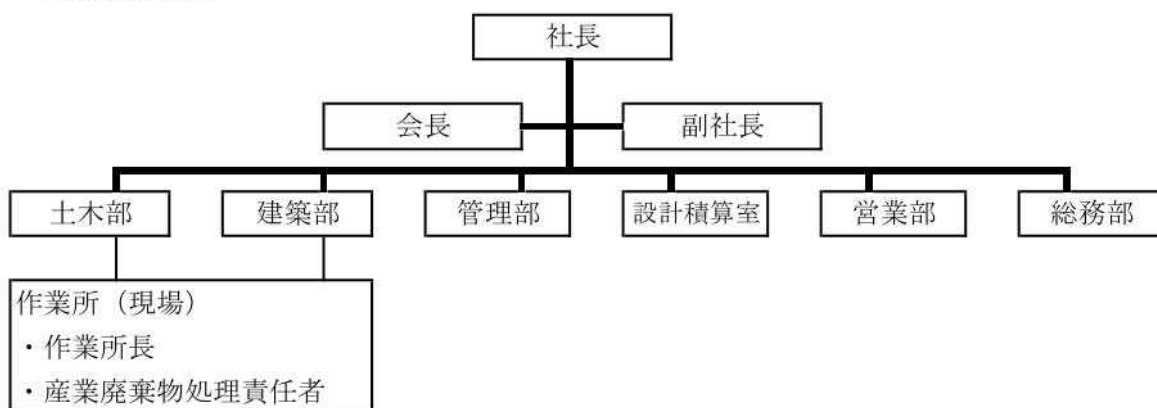 社長
会長
副社長
土木部
建築部
管理部
設計積算室
営業部
総務部
作業所（現場）
・作業所長
・産業廃棄物処理責任者